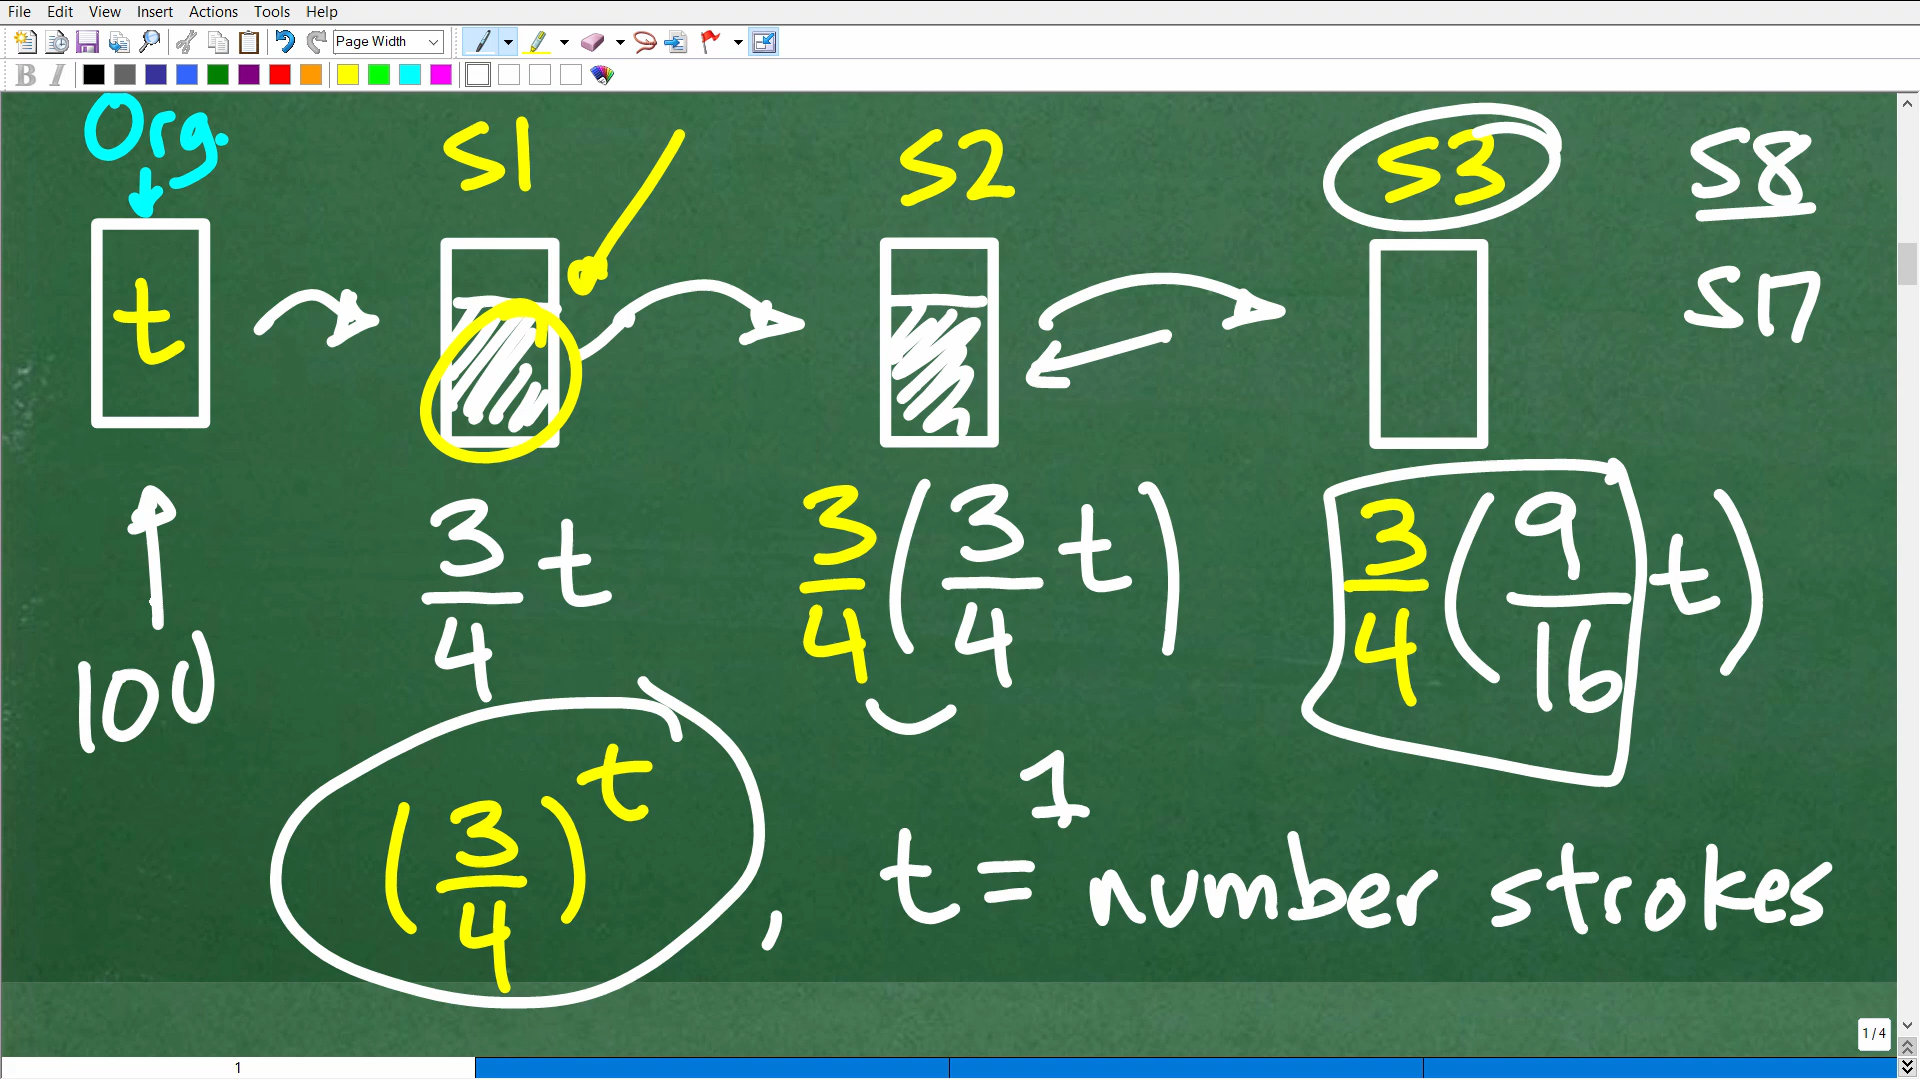 File Edit View Insert Actions Tools Help
Page Width
B I
Org. S1 S2 S3 S8
S17
t
100
3/4 t
3/4 (3/4 t)
3/4 (9/16 t)
(3/4)^t , t = number strokes
1
1 / 4
1